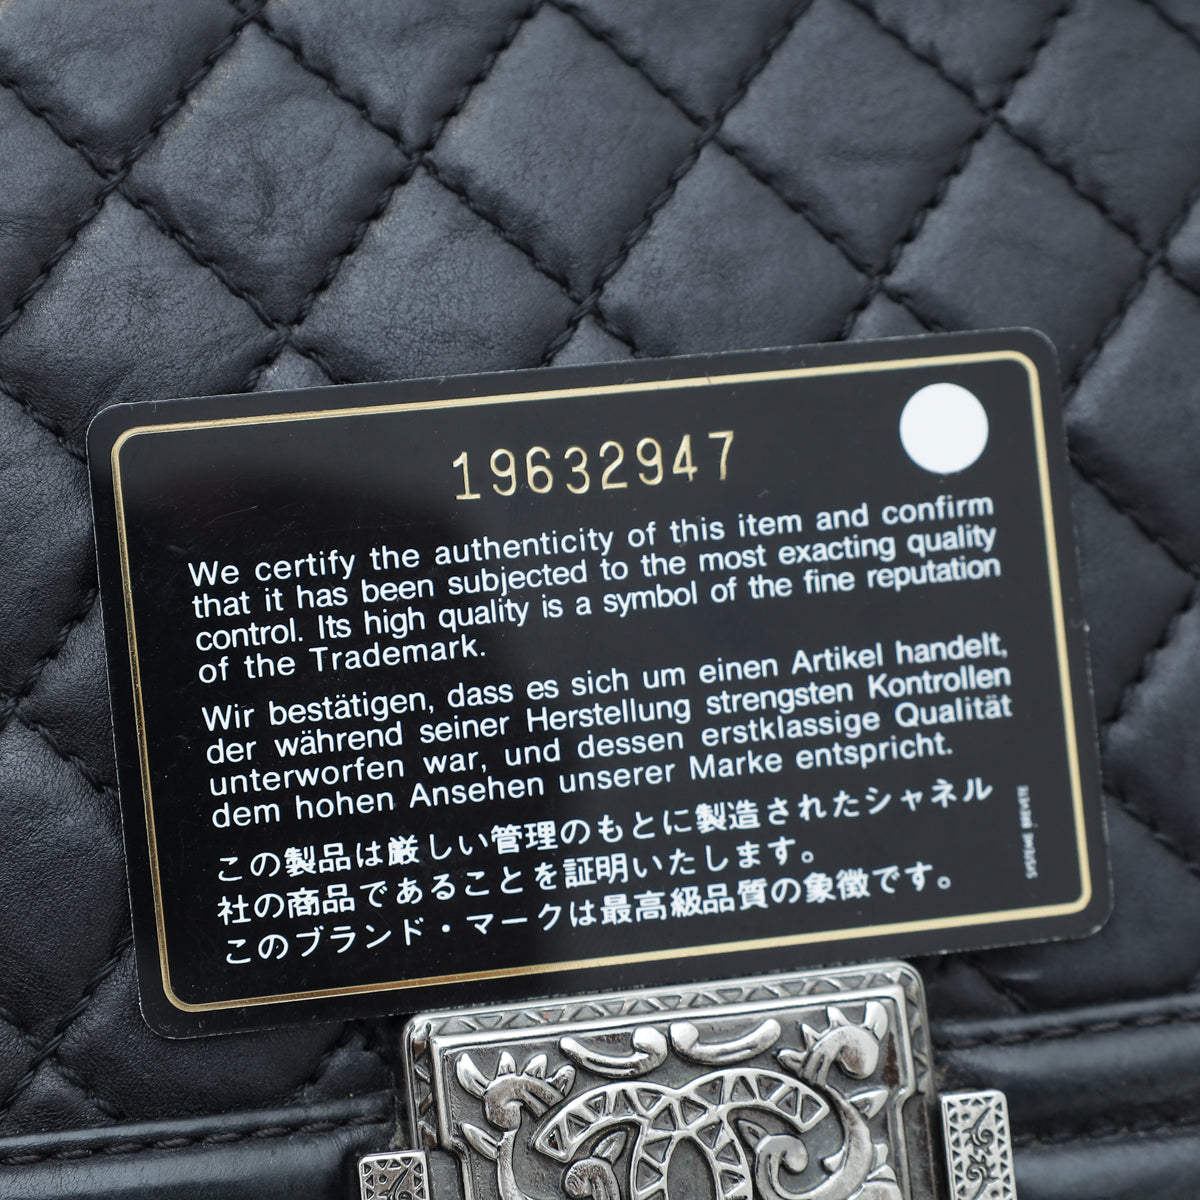 19632947
We certify the authenticity of this item and confirm
that it has been subjected to the most exacting quality
control. Its high quality is a symbol of the fine reputation
of the Trademark.
Wir bestätigen, dass es sich um einen Artikel handelt,
der während seiner Herstellung strengsten Kontrollen
unterworfen war, und dessen erstklassige Qualität
dem hohen Ansehen unserer Marke entspricht.
この製品は厳しい管理のもとに製造されたシャネル
社の商品であることを証明いたします。
このブランド・マークは最高級品質の象徴です。